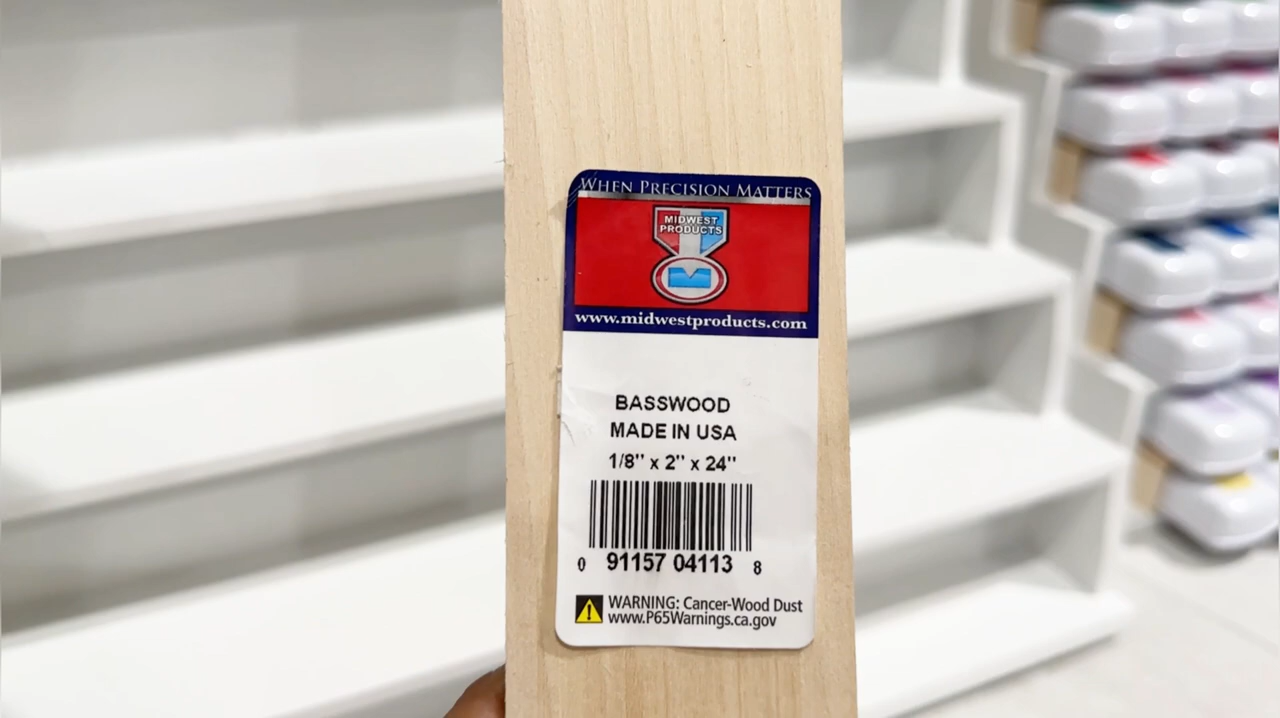 WHEN PRECISION MATTERS
MIDWEST
PRODUCTS
www.midwestproducts.com
BASSWOOD
MADE IN USA
1/8" x 2" x 24"
0 91157 04113 8
WARNING: Cancer-Wood Dust
www.P65Warnings.ca.gov